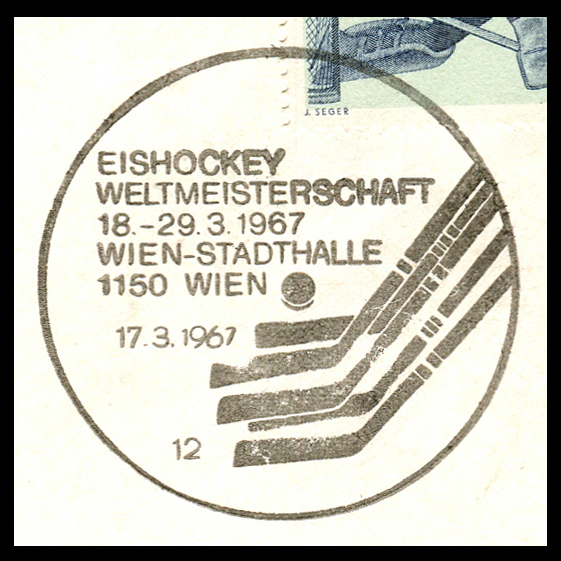 J. SEGER
EISHOCKEY
WELTMEISTERSCHAFT
18.-29.3.1967
WIEN-STADTHALLE
1150 WIEN
17.3.1967
12